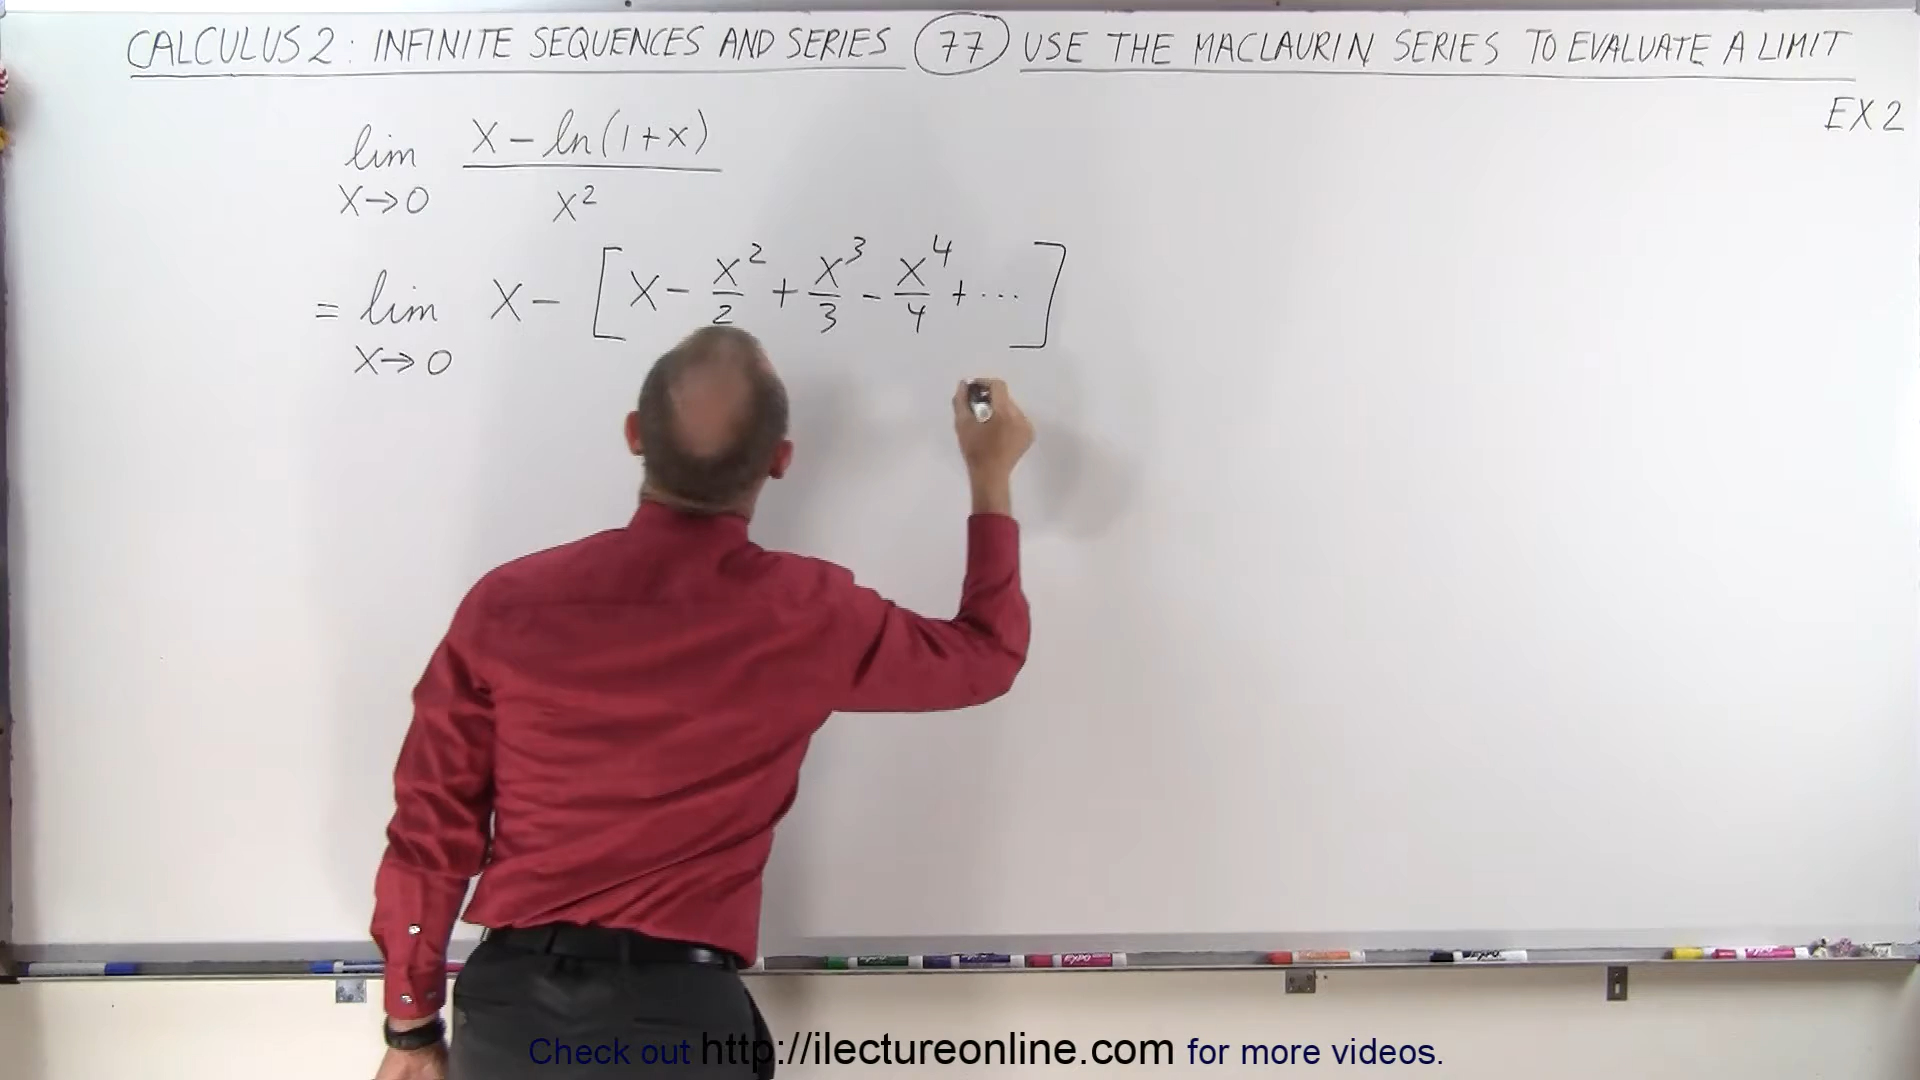 CALCULUS 2: INFINITE SEQUENCES AND SERIES 77 USE THE MACLAURIN SERIES TO EVALUATE A LIMIT
EX 2
lim x→0 (x - ln(1+x)) / x²
= lim x→0 x - [x - x²/2 + x³/3 - x⁴/4 + ⋯]
Check out http://ilectureonline.com for more videos.